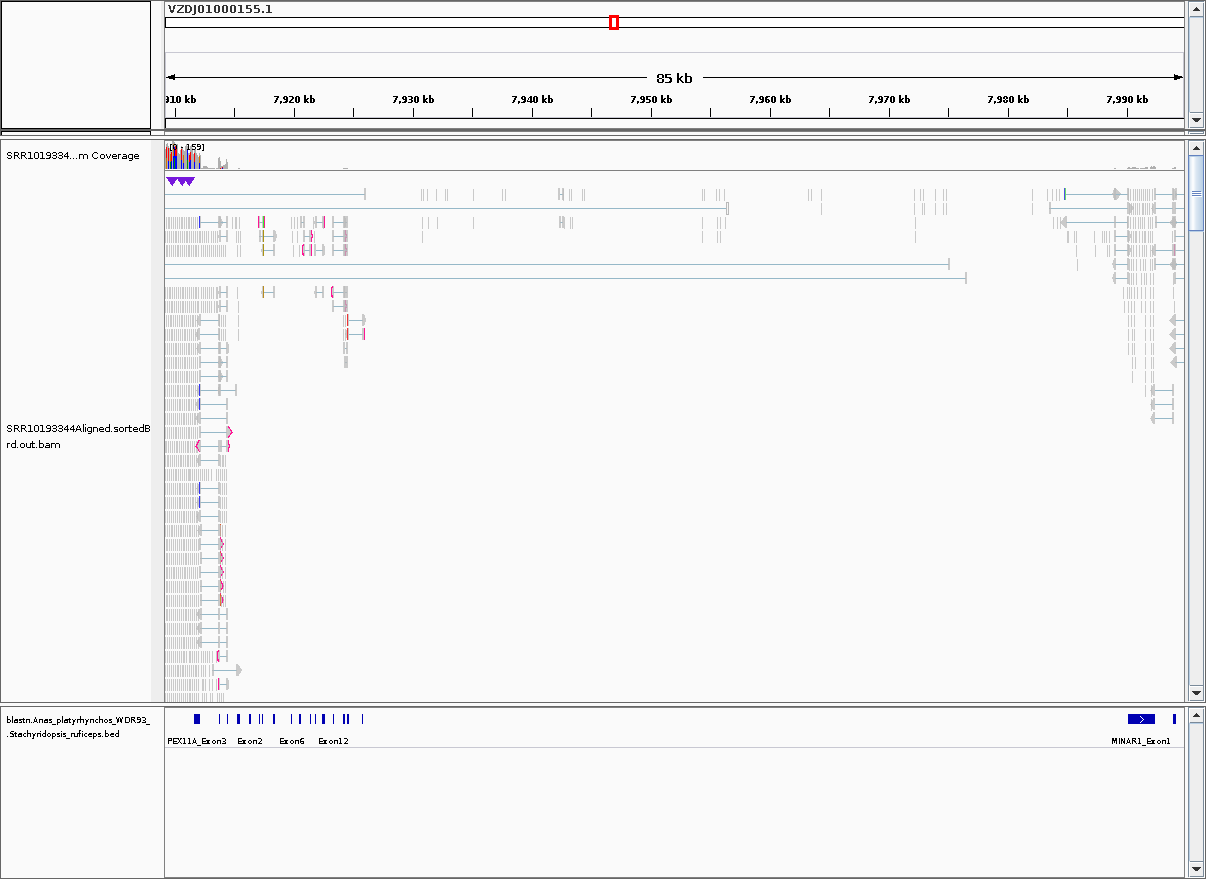 VZDJ01000155.1
85 kb
910 kb 7,920 kb 7,930 kb 7,940 kb 7,950 kb 7,960 kb 7,970 kb 7,980 kb 7,990 kb
SRR1019334...m Coverage
[0 - 159]
SRR10193344Aligned.sortedB
rd.out.bam
blastn.Anas_platyrhynchos_WDR93_
.Stachyridopsis_ruficeps.bed
PEX11A_Exon3 Exon2 Exon6 Exon12 MINAR1_Exon1